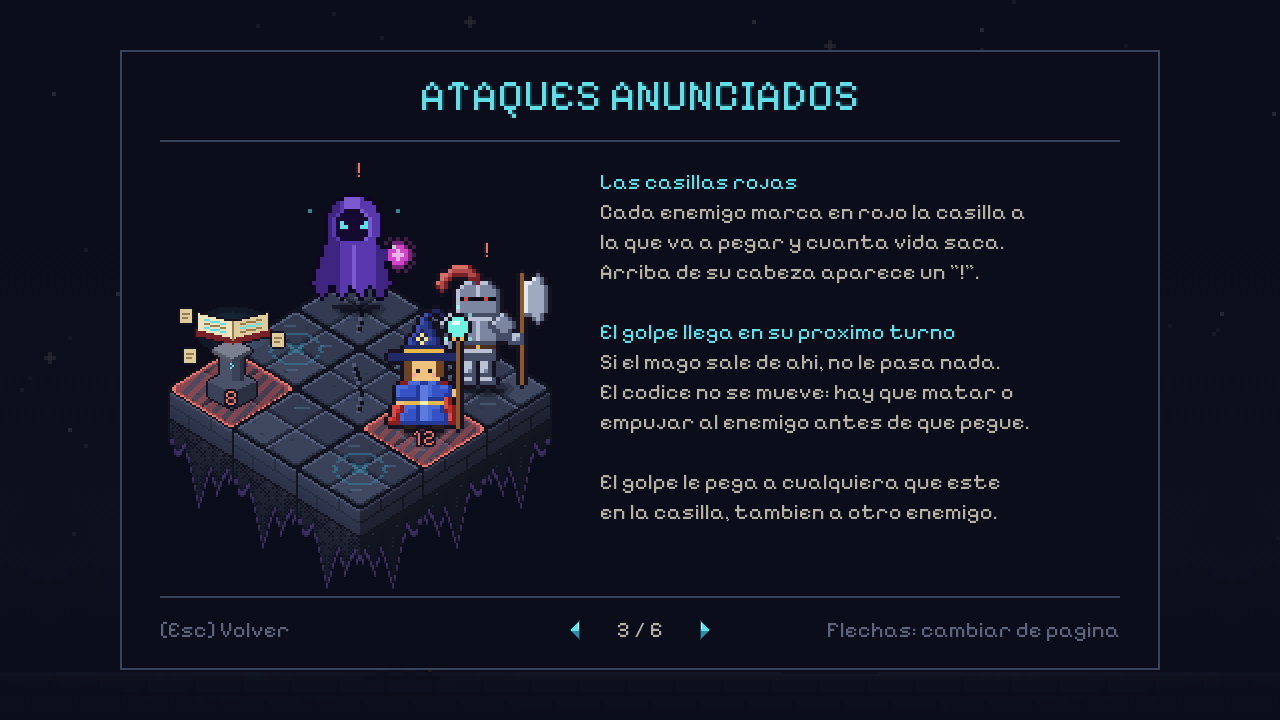 ATAQUES ANUNCIADOS
!
!
8
12
Las casillas rojas
Cada enemigo marca en rojo la casilla a
la que va a pegar y cuanta vida saca.
Arriba de su cabeza aparece un "!".
El golpe llega en su proximo turno
Si el mago sale de ahi, no le pasa nada.
El codice no se mueve: hay que matar o
empujar al enemigo antes de que pegue.
El golpe le pega a cualquiera que este
en la casilla, tambien a otro enemigo.
(Esc) Volver
3 / 6
Flechas: cambiar de pagina